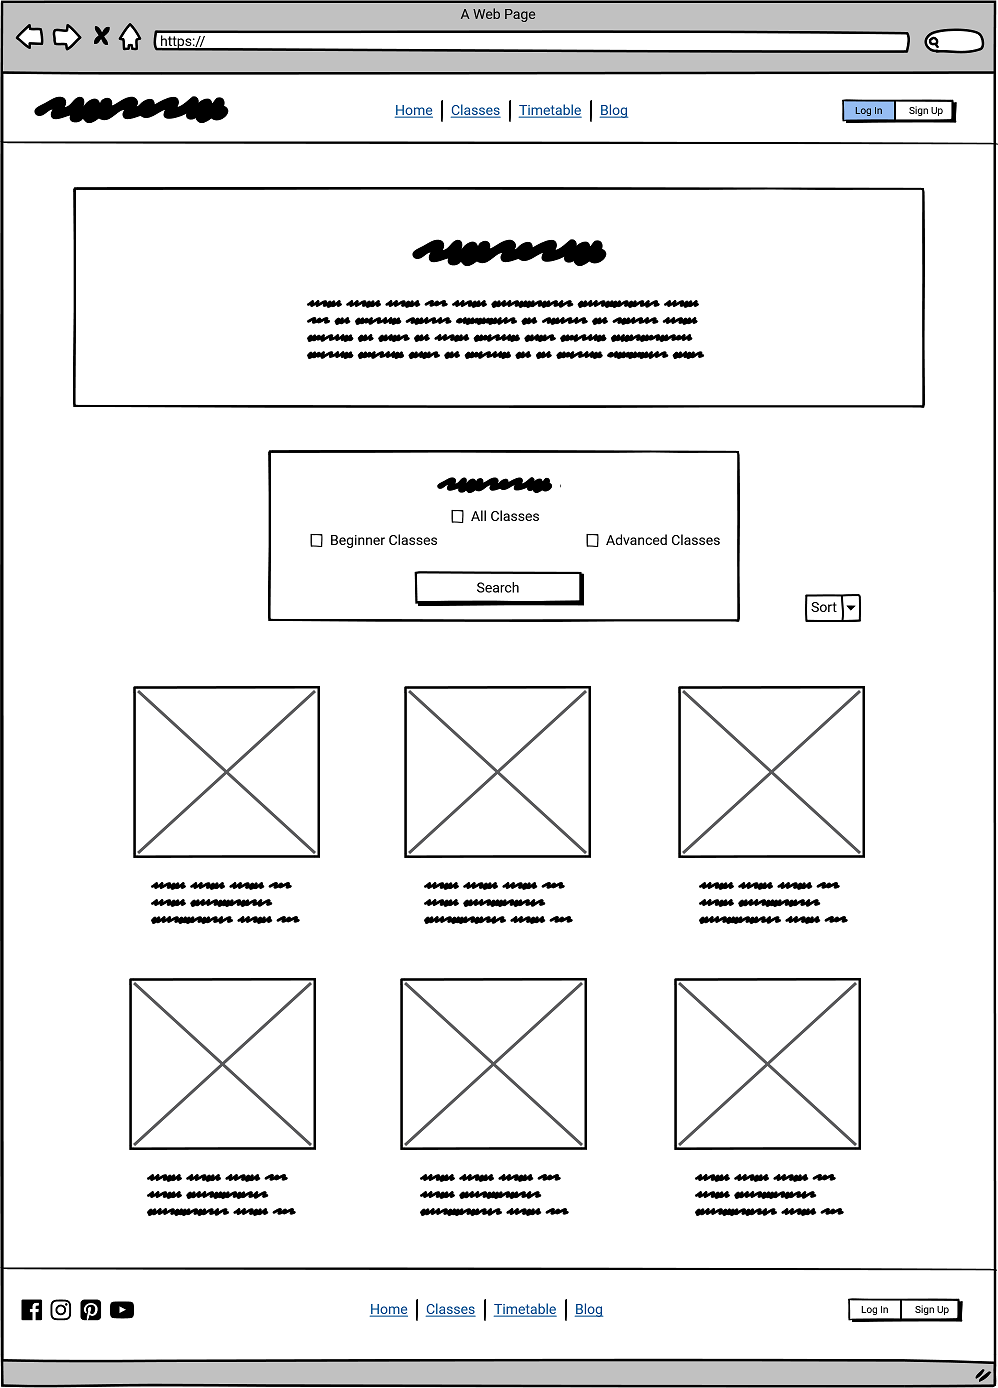 A Web Page
https://
Home Classes Timetable Blog
Log In Sign Up
All Classes
Beginner Classes Advanced Classes
Search
Sort
Home Classes Timetable Blog
Log In Sign Up